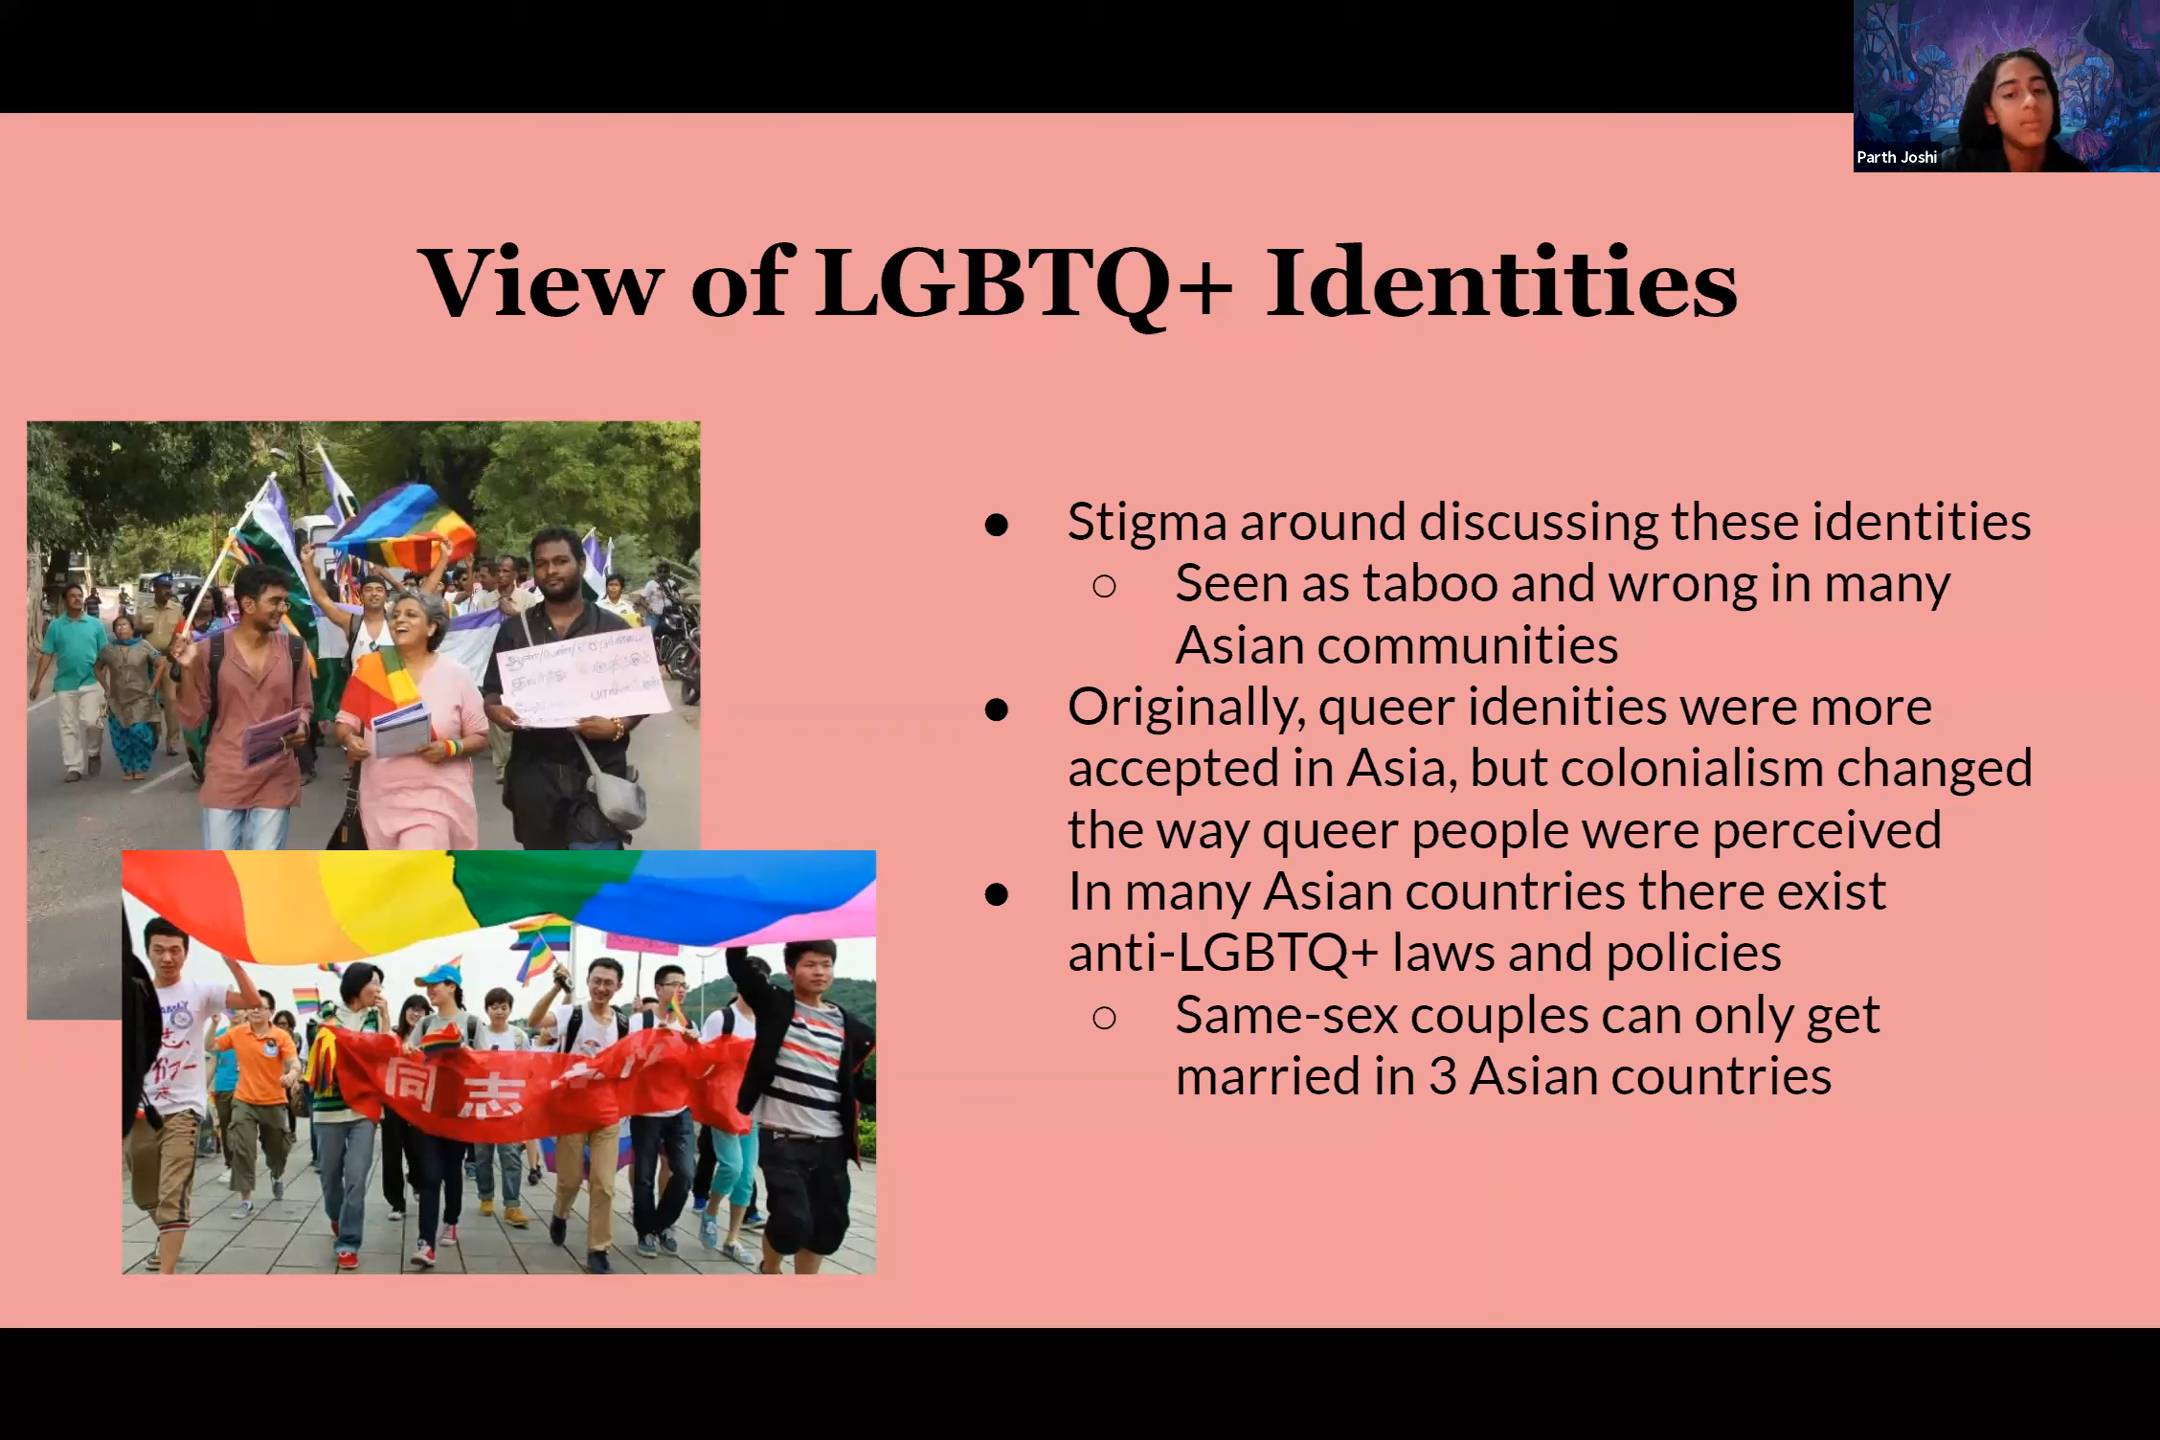 Parth Joshi
View of LGBTQ+ Identities
● Stigma around discussing these identities
○ Seen as taboo and wrong in many
Asian communities
● Originally, queer idenities were more
accepted in Asia, but colonialism changed
the way queer people were perceived
● In many Asian countries there exist
anti-LGBTQ+ laws and policies
○ Same-sex couples can only get
married in 3 Asian countries
同志